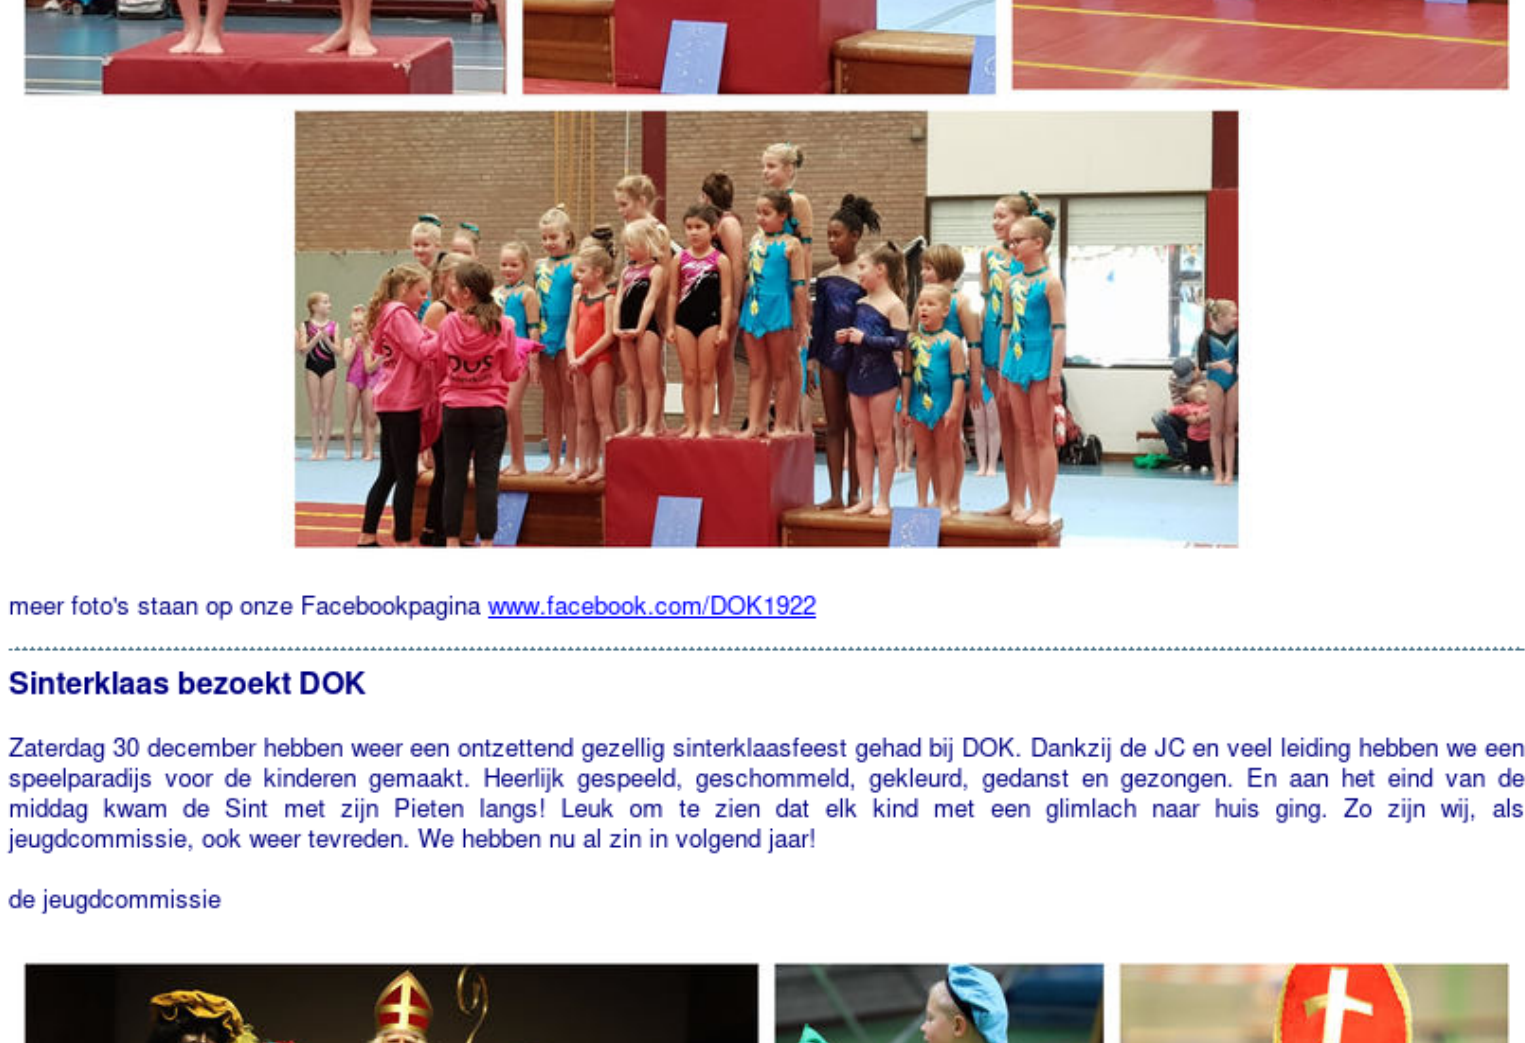 DOS
meer foto's staan op onze Facebookpagina www.facebook.com/DOK1922
Sinterklaas bezoekt DOK
Zaterdag 30 december hebben weer een ontzettend gezellig sinterklaasfeest gehad bij DOK. Dankzij de JC en veel leiding hebben we een
speelparadijs voor de kinderen gemaakt. Heerlijk gespeeld, geschommeld, gekleurd, gedanst en gezongen. En aan het eind van de
middag kwam de Sint met zijn Pieten langs! Leuk om te zien dat elk kind met een glimlach naar huis ging. Zo zijn wij, als
jeugdcommissie, ook weer tevreden. We hebben nu al zin in volgend jaar!
de jeugdcommissie